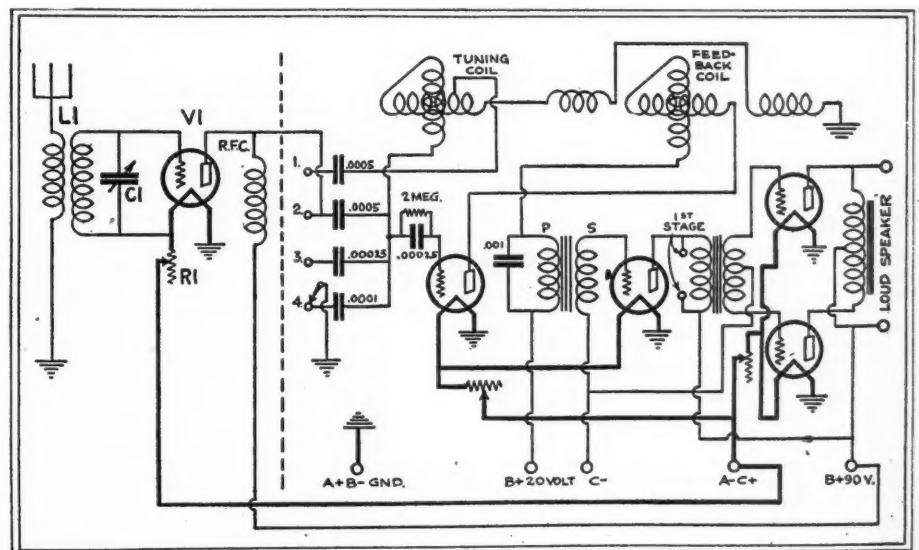 TUNING
COIL
FEED-
BACK
COIL
L1
V1
R.F.C.
C1
1.
.0005
2 MEG.
2.
.0005
.00025
3.
.00025
.001
P
S
1ST
STAGE
LOUD SPEAKER
R1
4.
.0001
A+B- GND.
B+20VOLT
C-
A-C+
B+90V.